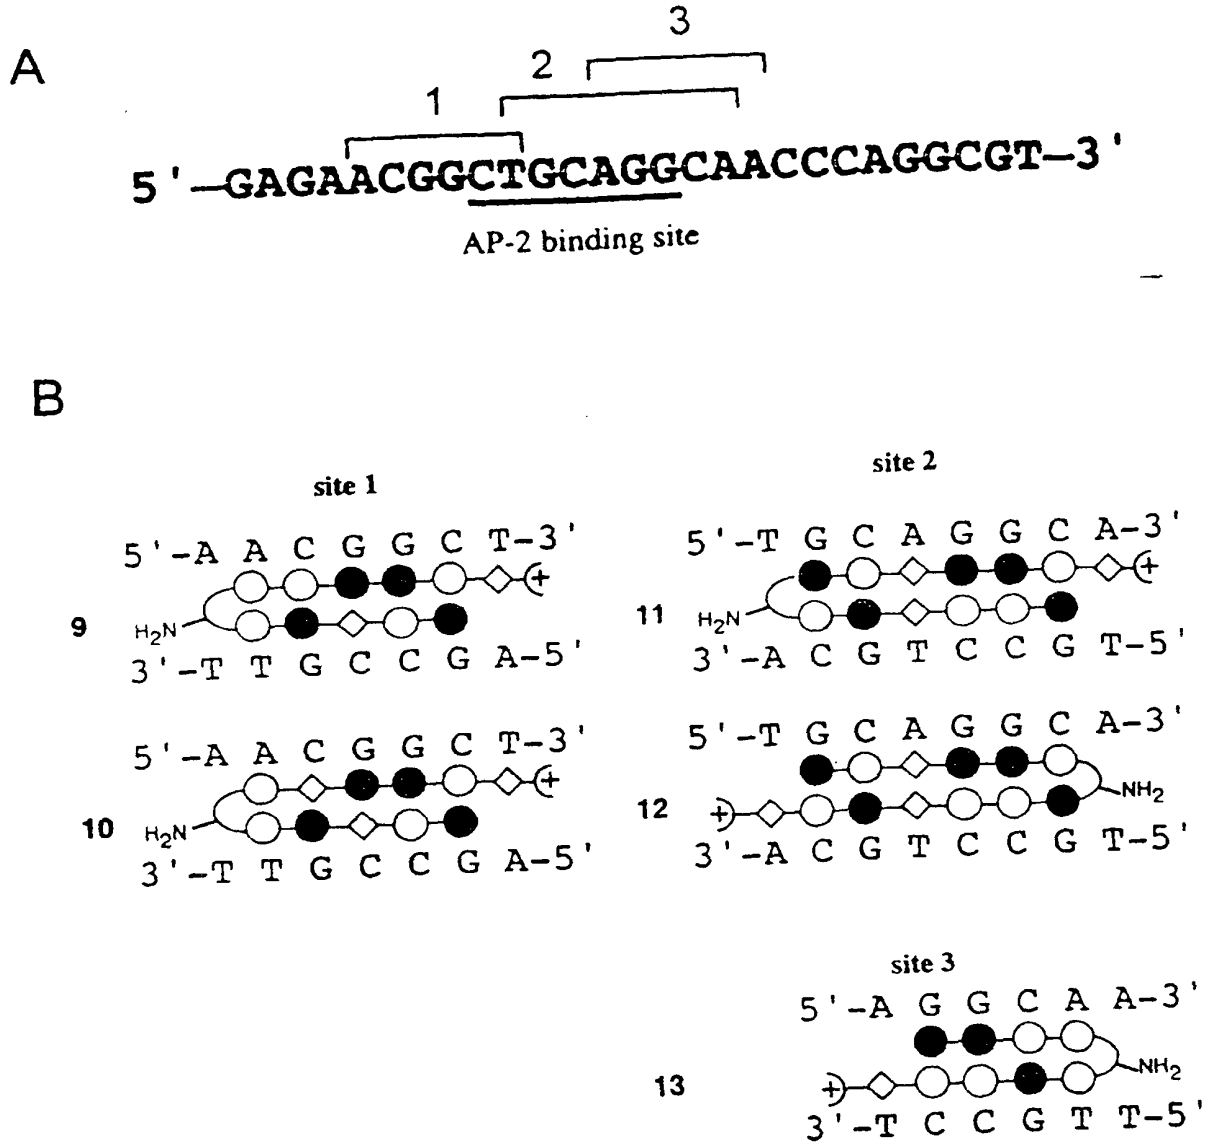 A
3
2
1
5'-GAGAACGGCTGCAGGCAACCCAGGCGT-3'
AP-2 binding site
B
site 1
5'-A A C G G C T-3'
+
9
H₂N
3'-T T G C C G A-5'
5'-A A C G G C T-3'
+
10
H₂N
3'-T T G C C G A-5'
site 2
5'-T G C A G G C A-3'
+
11
H₂N
3'-A C G T C C G T-5'
5'-T G C A G G C A-3'
12
+
NH₂
3'-A C G T C C G T-5'
site 3
5'-A G G C A A-3'
13
+
NH₂
3'-T C C G T T-5'